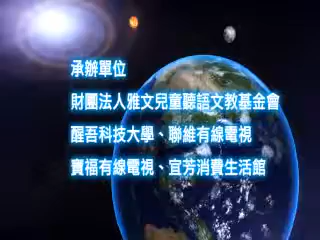 承辦單位
財團法人雅文兒童聽語文教基金會
醒吾科技大學、聯維有線電視
寶福有線電視、宜芳消費生活館